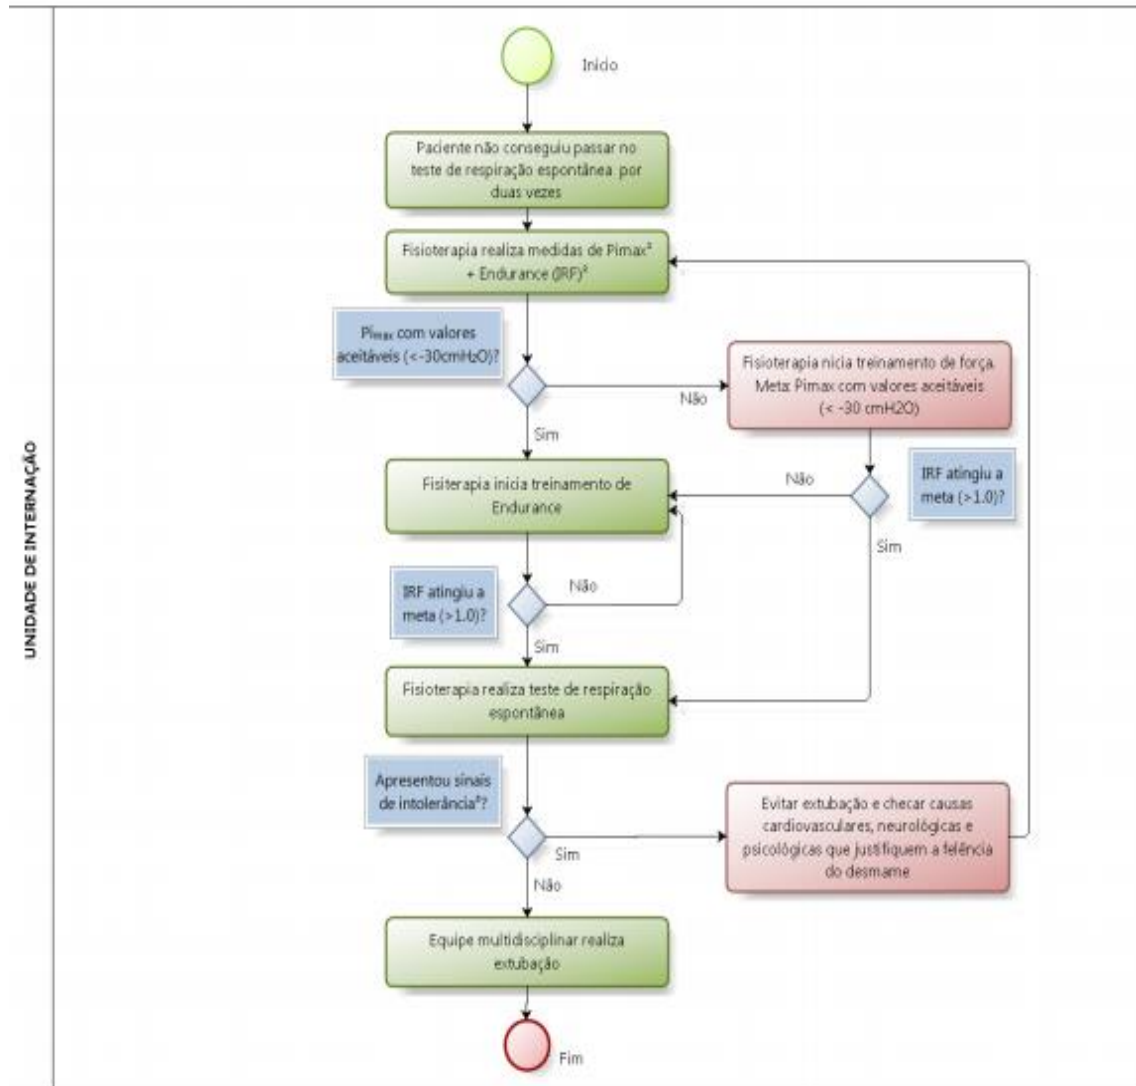 Início
Paciente não conseguiu passar no
teste de respiração espontânea por
duas vezes
Fisioterapia realiza medidas de Pimax²
+ Endurance (IRF)²
Pimax com valores
aceitáveis (<-30cmH₂O)?
Fisioterapia nicia treinamento de força.
Meta: Pimax com valores aceitáveis
(< -30 cmH2O)
Não
Sim
UNIDADE DE INTERNAÇÃO
Fisiterapia inicia treinamento de
Endurance
Não
IRF atingiu a
meta (>1.0)?
Sim
IRF atingiu a
meta (>1.0)?
Não
Sim
Fisioterapia realiza teste de respiração
espontânea
Apresentou sinais
de intolerância²?
Evitar extubação e checar causas
cardiovasculares, neurológicas e
psicológicas que justifiquem a felência
do desmame
Sim
Não
Equipe multidisciplinar realiza
extubação
Fim